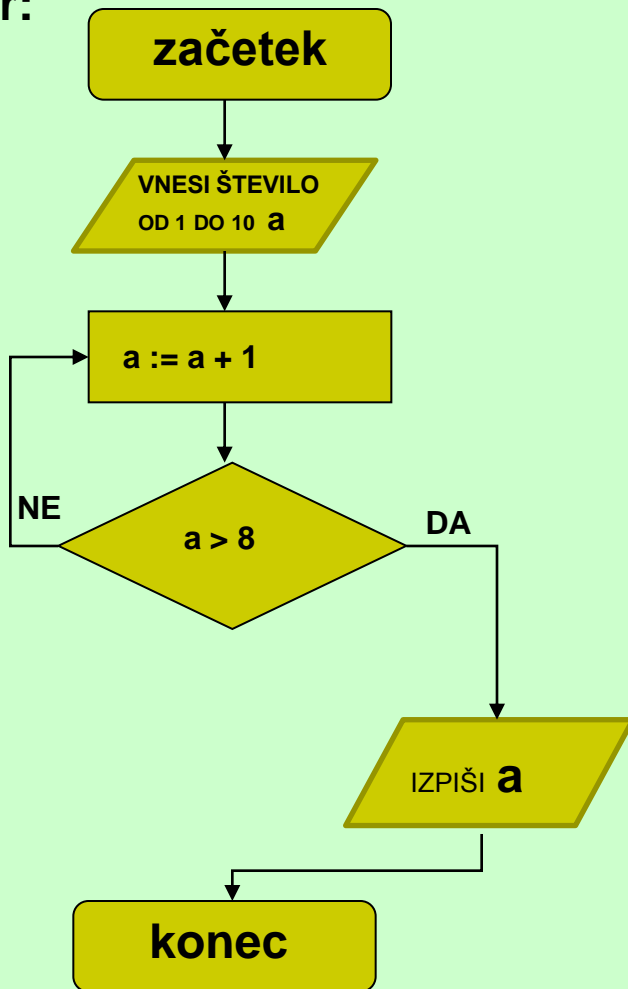 r:
začetek
VNESI ŠTEVILO
OD 1 DO 10 a
a := a + 1
NE
a > 8
DA
IZPIŠI a
konec